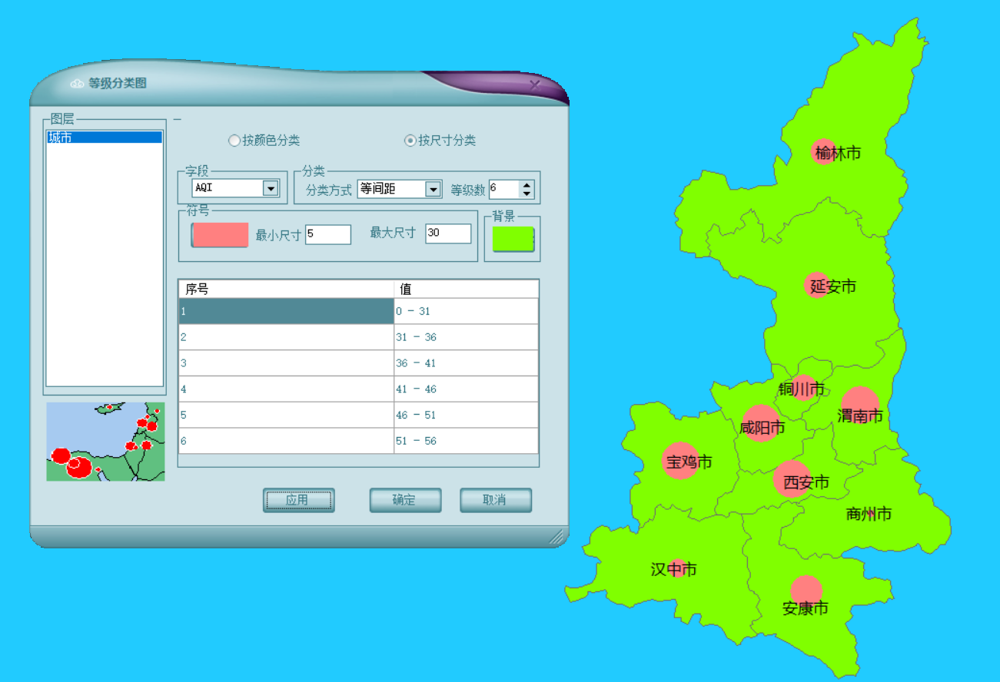 等级分类图
图层
城市
按颜色分类
按尺寸分类
字段
AQI
分类
分类方式 等间距 等级数 6
符号
最小尺寸 5 最大尺寸 30
背景
序号 值
1 0 - 31
2 31 - 36
3 36 - 41
4 41 - 46
5 46 - 51
6 51 - 56
应用 确定 取消
榆林市
延安市
铜川市
渭南市
咸阳市
宝鸡市
西安市
商州市
汉中市
安康市